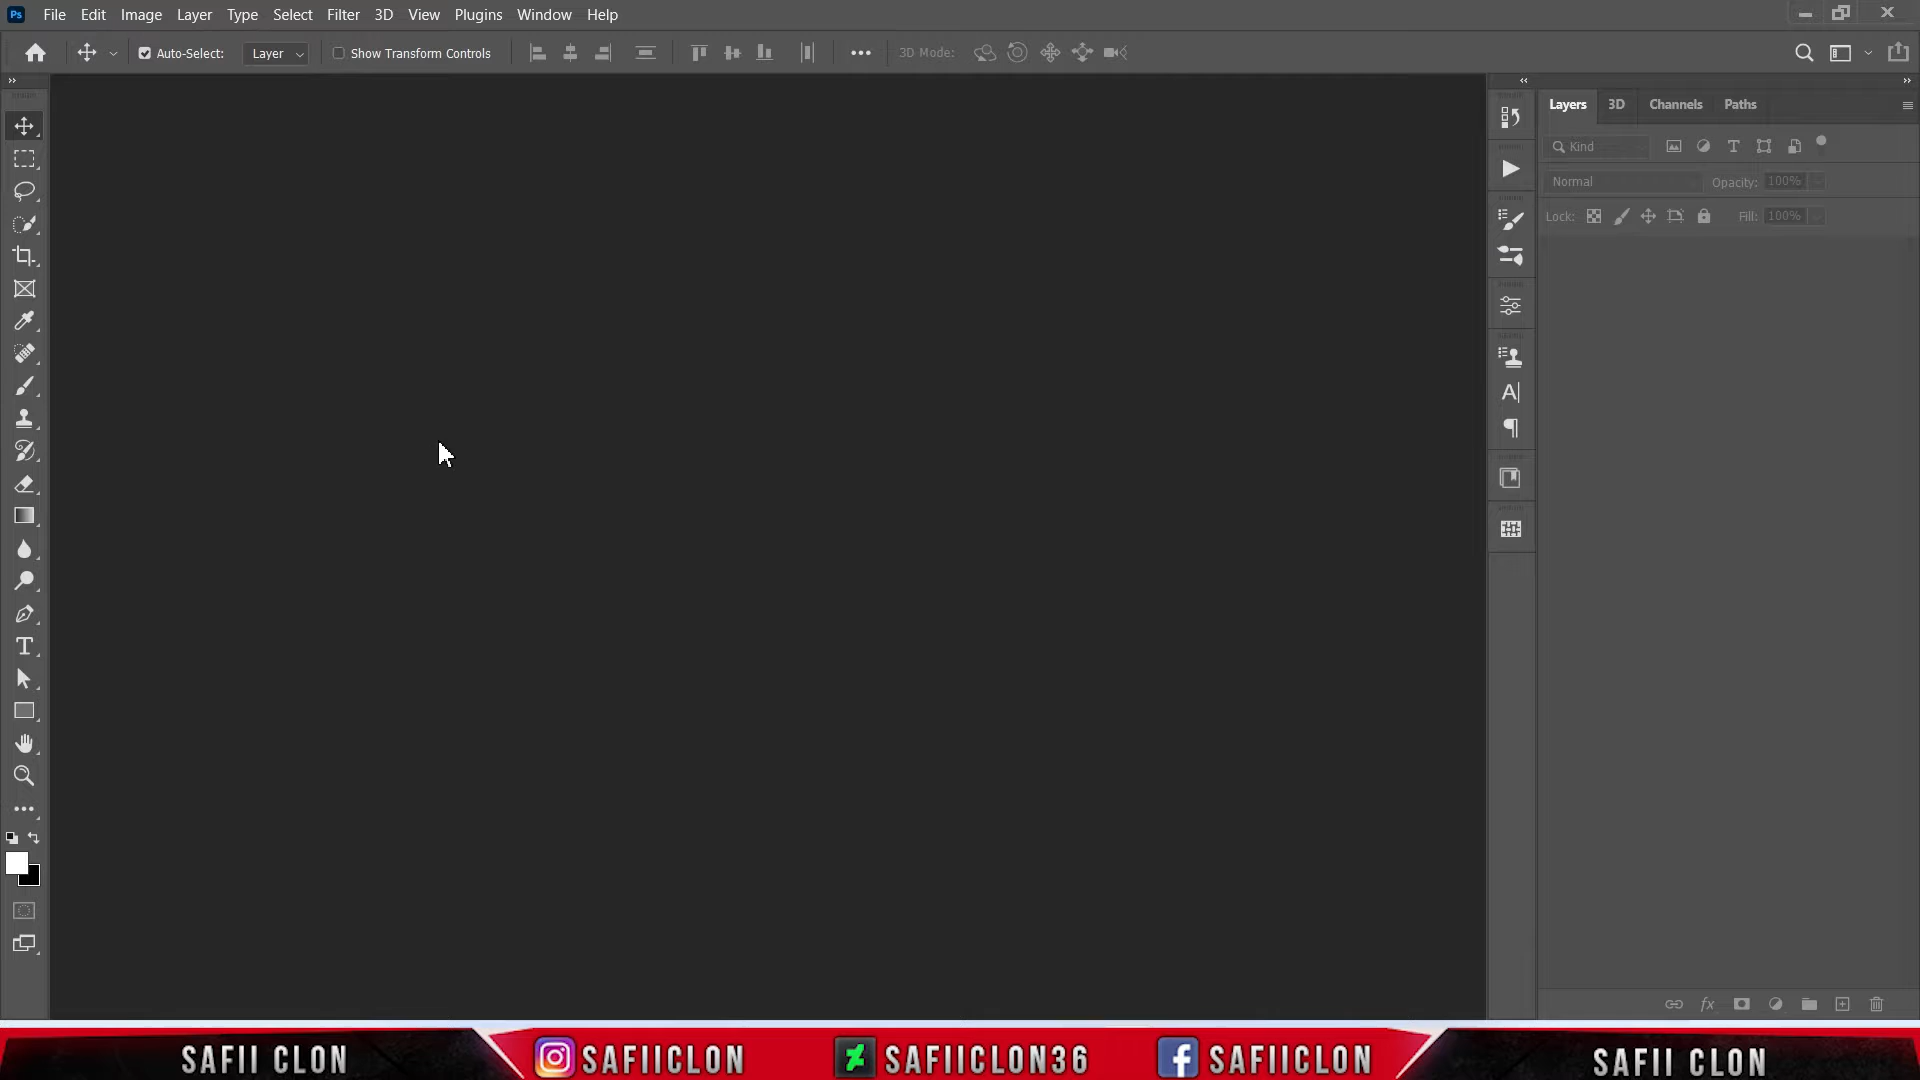 Ps File Edit Image Layer Type Select Filter 3D View Plugins Window Help
Auto-Select: Layer Show Transform Controls 3D Mode:
Layers 3D Channels Paths
Kind
Normal Opacity: 100%
Lock: Fill: 100%
SAFII CLON SAFIICLON SAFIICLON36 SAFIICLON SAFII CLON